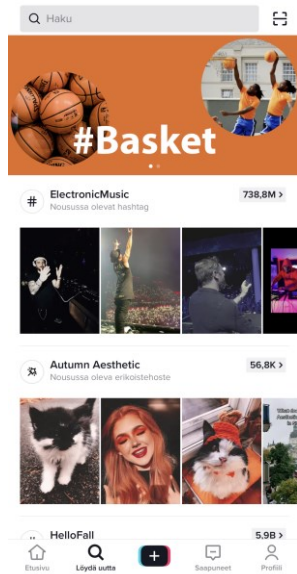 Haku
#Basket
ElectronicMusic
738,8M >
Nousussa olevat hashtag
Autumn Aesthetic
56,8K >
Nousussa oleva erikoistehoste
HelloFall
5,9B >
Etusivu
Löydä uutta
Saapuneet
Profiili